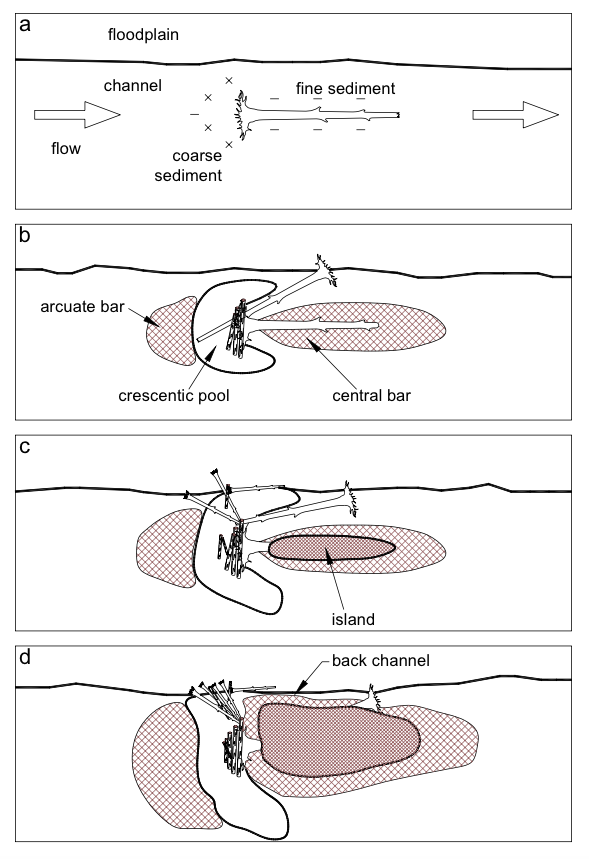 a
floodplain
channel
fine sediment
flow
coarse
sediment
b
arcuate bar
crescentic pool
central bar
c
island
d
back channel